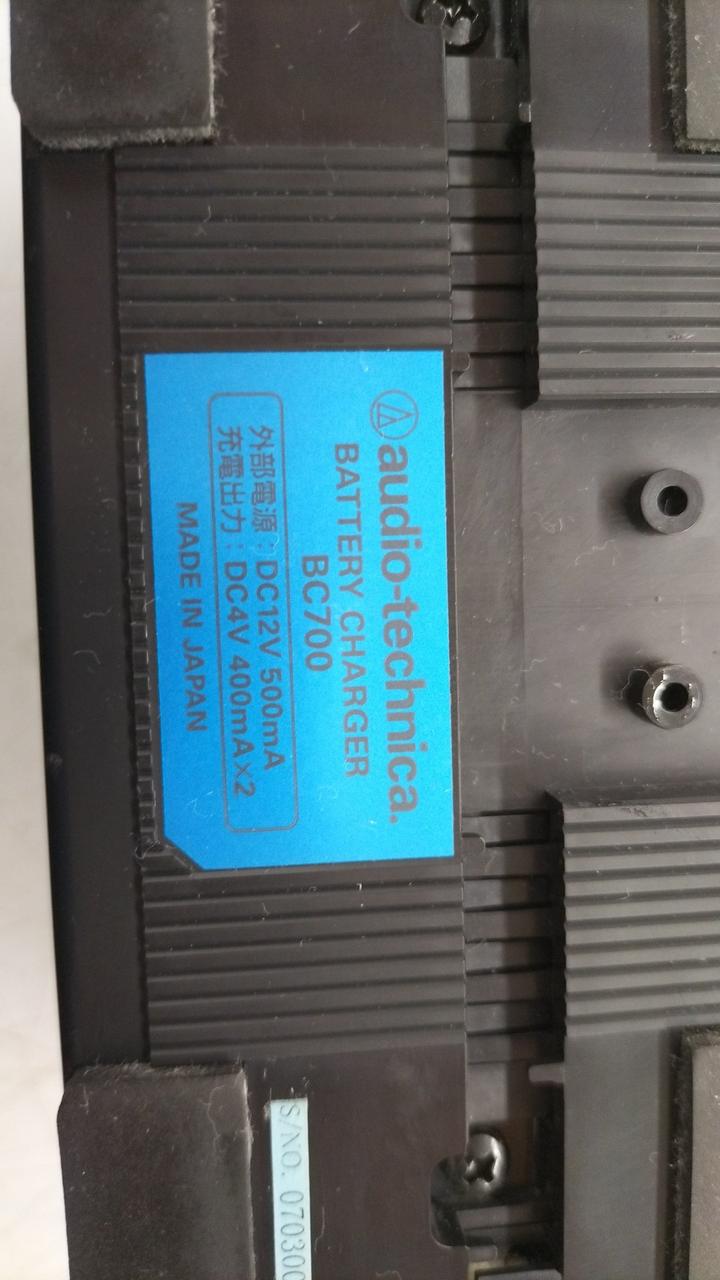 audio-technica.
BATTERY CHARGER
BC700
外部電源：DC12V 500mA
充電出力：DC4V 400mA×2
MADE IN JAPAN
S/NO. 070300